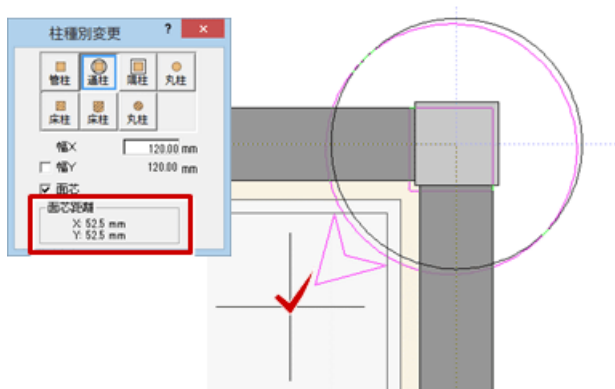 柱種別変更 ? ×
管柱 通柱 隅柱 丸柱
床柱 床柱 丸柱
幅X 120.00 mm
幅Y 120.00 mm
面芯
面芯距離
X: 52.5 mm
Y: 52.5 mm